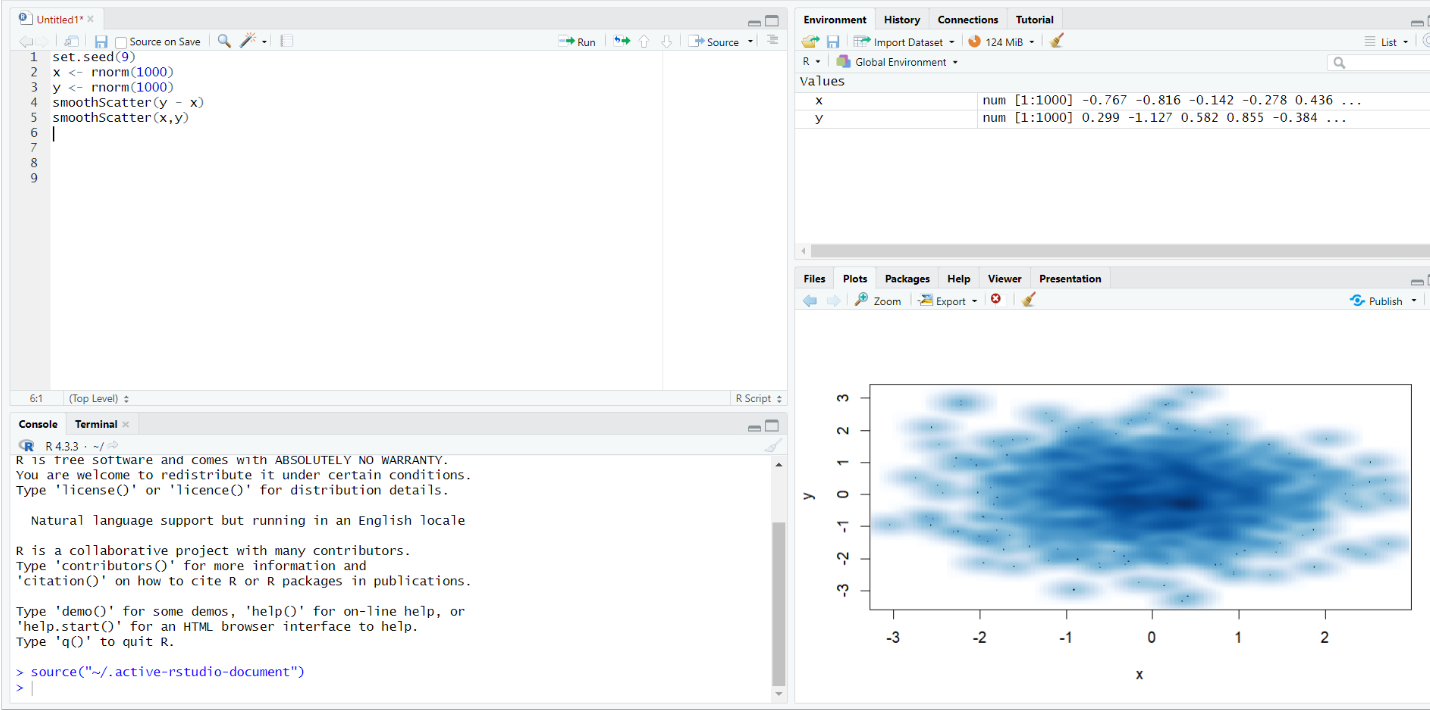 Untitled1*
Source on Save
Run
Source
1 set.seed(9)
2 x <- rnorm(1000)
3 y <- rnorm(1000)
4 smoothScatter(y - x)
5 smoothScatter(x,y)
6
7
8
9
6:1 (Top Level) R Script
Console Terminal
R R 4.3.3 · ~/
R is free software and comes with ABSOLUTELY NO WARRANTY.
You are welcome to redistribute it under certain conditions.
Type 'license()' or 'licence()' for distribution details.
Natural language support but running in an English locale
R is a collaborative project with many contributors.
Type 'contributors()' for more information and
'citation()' on how to cite R or R packages in publications.
Type 'demo()' for some demos, 'help()' for on-line help, or
'help.start()' for an HTML browser interface to help.
Type 'q()' to quit R.
> source("~/.active-rstudio-document")
>
Environment History Connections Tutorial
Import Dataset 124 MiB List
R Global Environment
Values
x num [1:1000] -0.767 -0.816 -0.142 -0.278 0.436 ...
y num [1:1000] 0.299 -1.127 0.582 0.855 -0.384 ...
Files Plots Packages Help Viewer Presentation
Zoom Export Publish
3
2
1
0
-1
-2
-3
y
-3 -2 -1 0 1 2
x